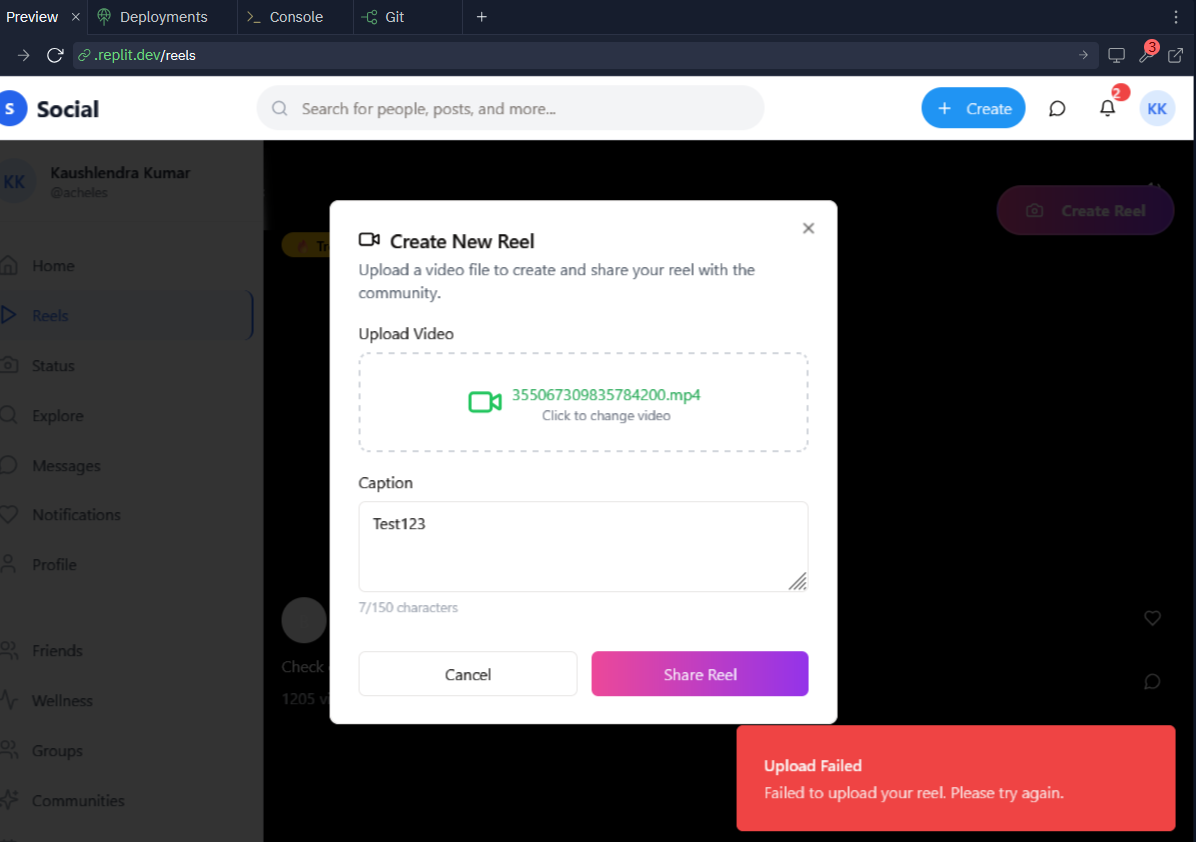 Preview
Deployments
Console
Git
.replit.dev/reels
3
S
Social
Search for people, posts, and more...
Create
2
KK
KK
Kaushlendra Kumar
@acheles
Create Reel
Home
Reels
Status
Explore
Messages
Notifications
Profile
Friends
Wellness
Groups
Communities
Create New Reel
Upload a video file to create and share your reel with the
community.
Upload Video
355067309835784200.mp4
Click to change video
Caption
Test123
7/150 characters
Cancel
Share Reel
Check
1205
Upload Failed
Failed to upload your reel. Please try again.